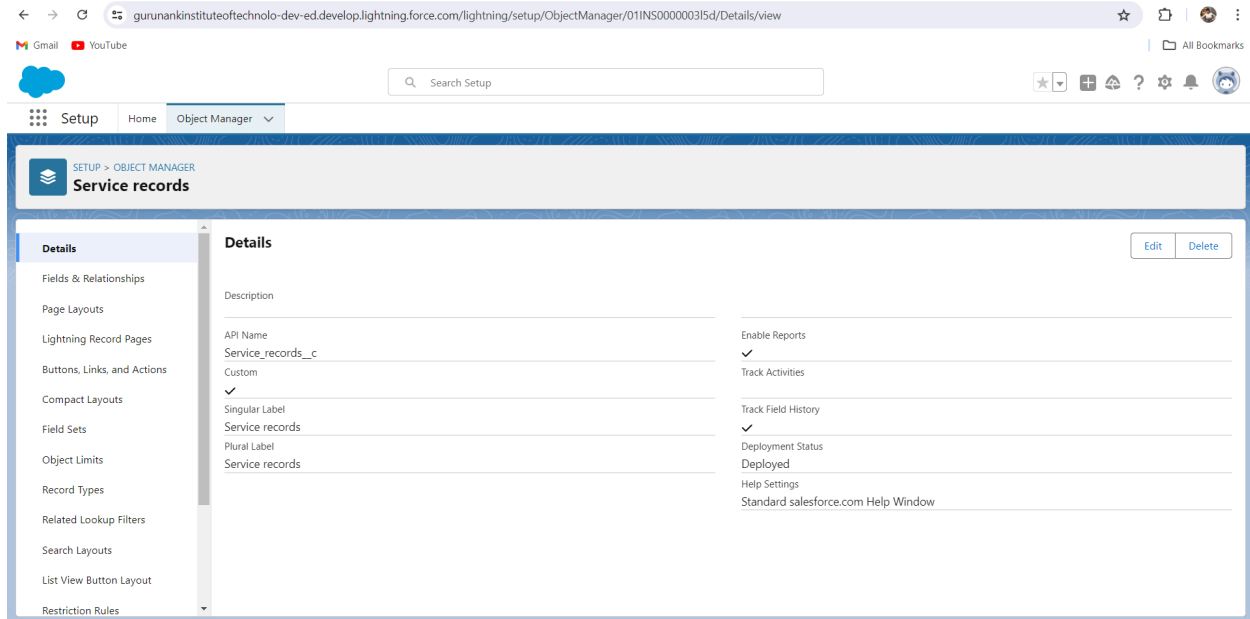 gurunankinstituteoftechnolo-dev-ed.develop.lightning.force.com/lightning/setup/ObjectManager/01INS0000003I5d/Details/view
Gmail YouTube All Bookmarks
Search Setup
Setup Home Object Manager
SETUP > OBJECT MANAGER
Service records
Details
Fields & Relationships
Page Layouts
Lightning Record Pages
Buttons, Links, and Actions
Compact Layouts
Field Sets
Object Limits
Record Types
Related Lookup Filters
Search Layouts
List View Button Layout
Restriction Rules
Details
Edit Delete
Description
API Name
Service_records__c
Custom
Singular Label
Service records
Plural Label
Service records
Enable Reports
Track Activities
Track Field History
Deployment Status
Deployed
Help Settings
Standard salesforce.com Help Window